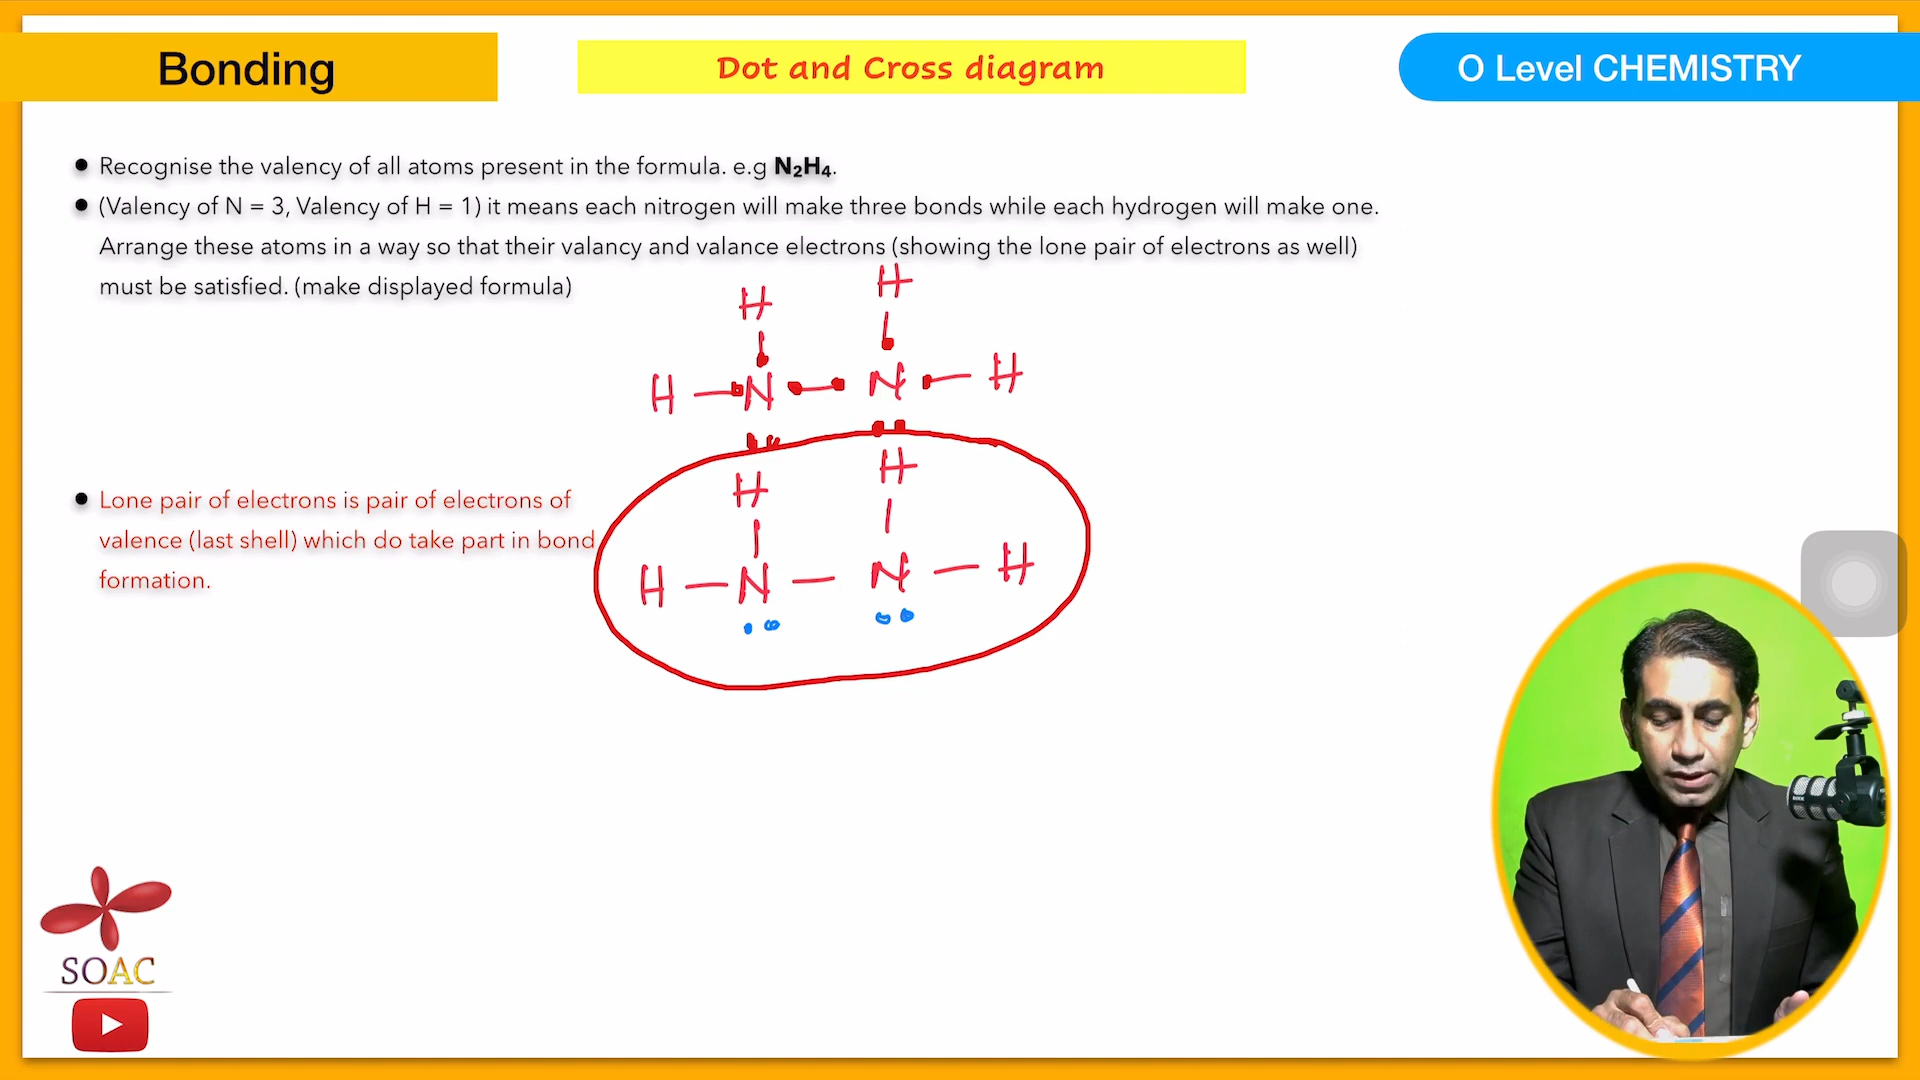 Bonding
Dot and Cross diagram
O Level CHEMISTRY
• Recognise the valency of all atoms present in the formula. e.g N₂H₄.
• (Valency of N = 3, Valency of H = 1) it means each nitrogen will make three bonds while each hydrogen will make one.
Arrange these atoms in a way so that their valancy and valance electrons (showing the lone pair of electrons as well)
must be satisfied. (make displayed formula)
H H
H — N — N — H
• Lone pair of electrons is pair of electrons of
valence (last shell) which do take part in bond
formation.
H H
H — N — N — H
SOAC